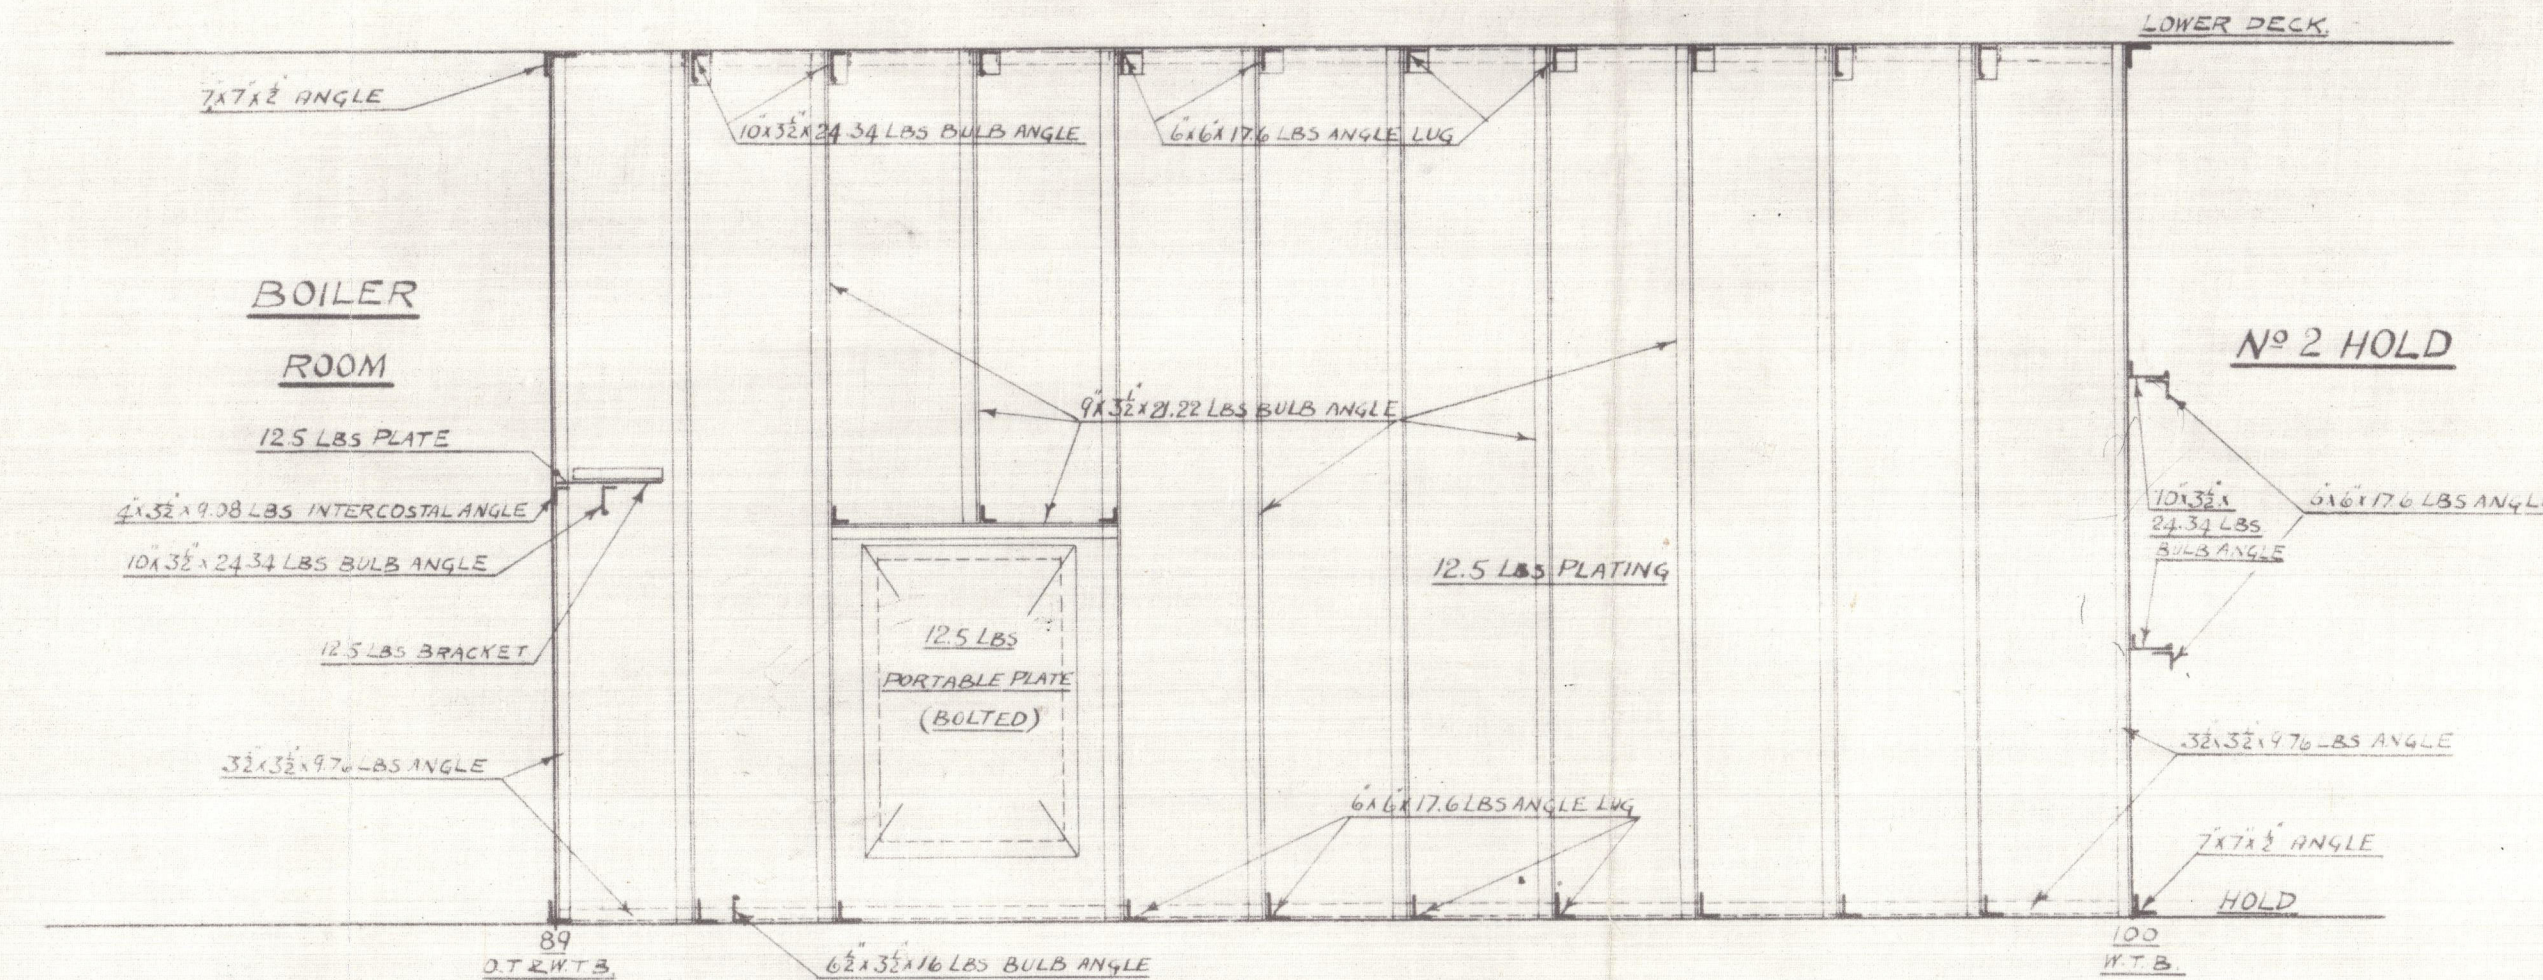 LOWER DECK.
7"x7"x½" ANGLE
10"x3½"x24.34 LBS BULB ANGLE
6"x6"x17.6 LBS ANGLE LUG
BOILER
ROOM
Nº 2 HOLD
9"x3½"x21.22 LBS BULB ANGLE
12.5 LBS PLATE
4"x3½"x9.08 LBS INTERCOSTAL ANGLE
10"x3½"x24.34 LBS BULB ANGLE
12.5 LBS BRACKET
12.5 LBS PLATING
12.5 LBS
PORTABLE PLATE
(BOLTED)
10"x3½"x
24.34 LBS
BULB ANGLE
6"x6"x17.6 LBS ANGL
3½"x3½"x9.76 LBS ANGLE
3½"x3½"x9.76 LBS ANGLE
6"x6"x17.6 LBS ANGLE LUG
7"x7"x½" ANGLE
HOLD
89
O.T & W.T.B.
6½"x3½"x16 LBS BULB ANGLE
100
W.T.B.